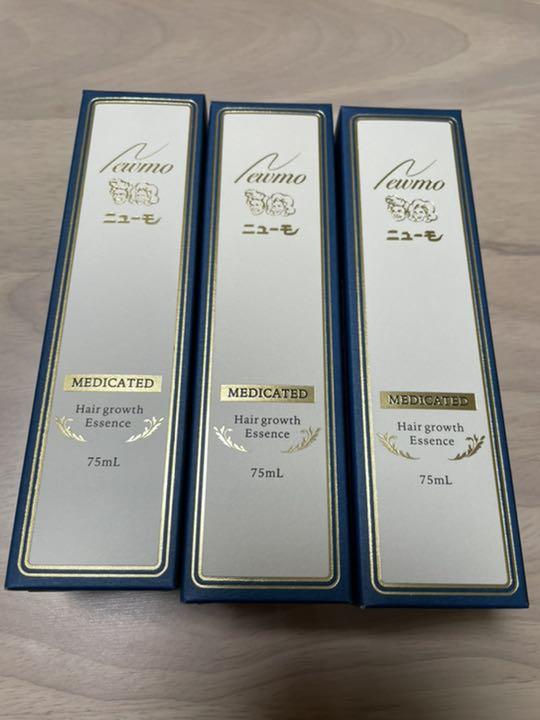 Newmo
ニューモ
MEDICATED
Hair growth
Essence
75mL
Newmo
ニューモ
MEDICATED
Hair growth
Essence
75mL
Newmo
ニューモ
MEDICATED
Hair growth
Essence
75mL